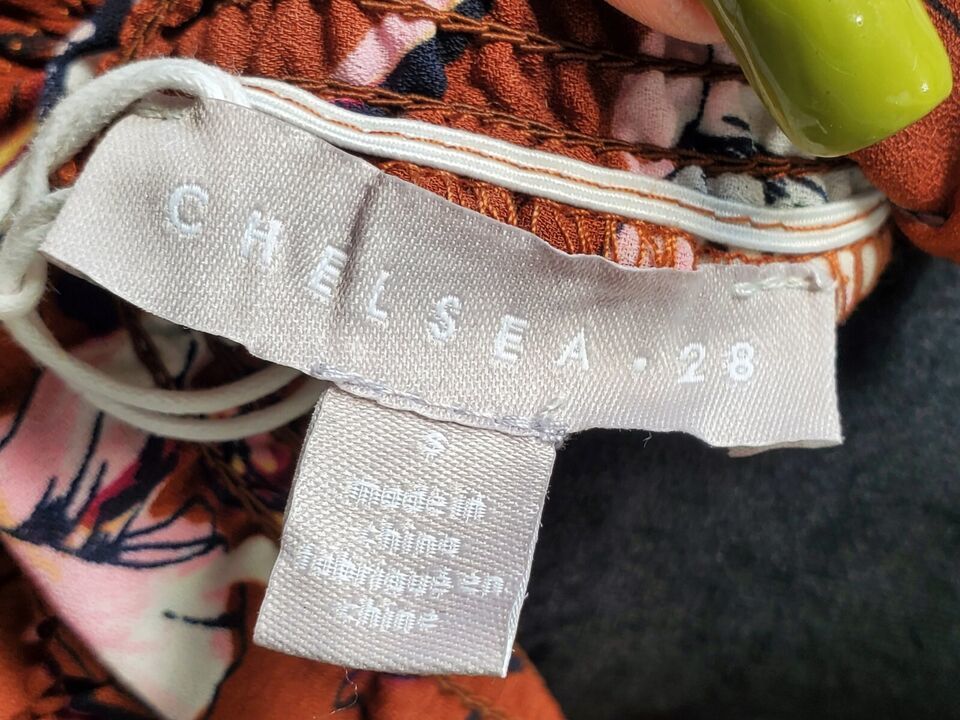 CHELSEA · 28
S
made in
china
fabriqué en
chine